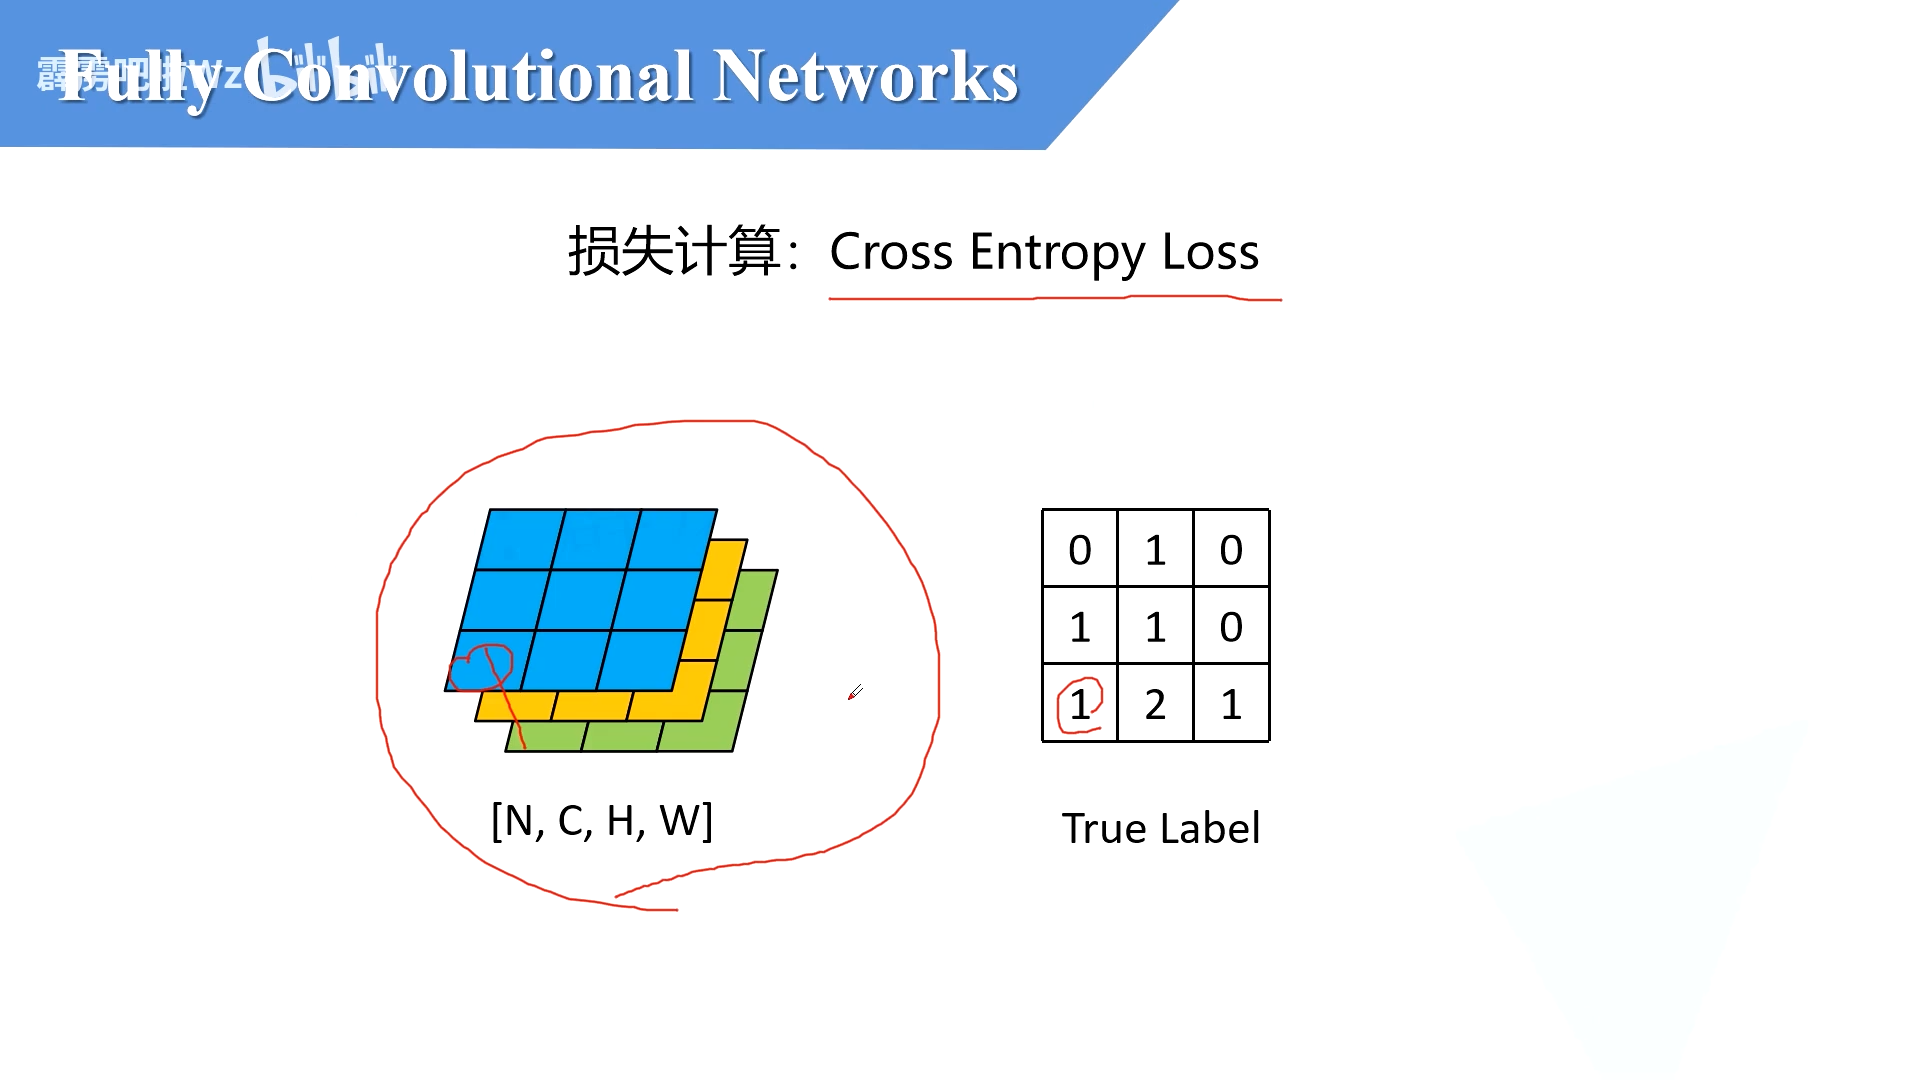 Fully Convolutional Networks
霹雳吧啦Wz bilibili
损失计算：Cross Entropy Loss
0 1 0
1 1 0
1 2 1
[N, C, H, W]
True Label